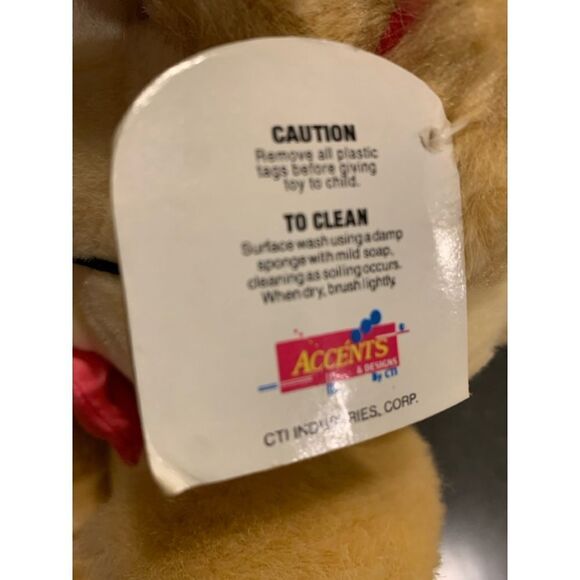 CAUTION
Remove all plastic
tags before giving
toy to child.
TO CLEAN
Surface wash using a damp
sponge with mild soap,
cleaning as soiling occurs.
When dry, brush lightly.
ACCENTS
& DESIGNS
By CTI
CTI INDUSTRIES, CORP.